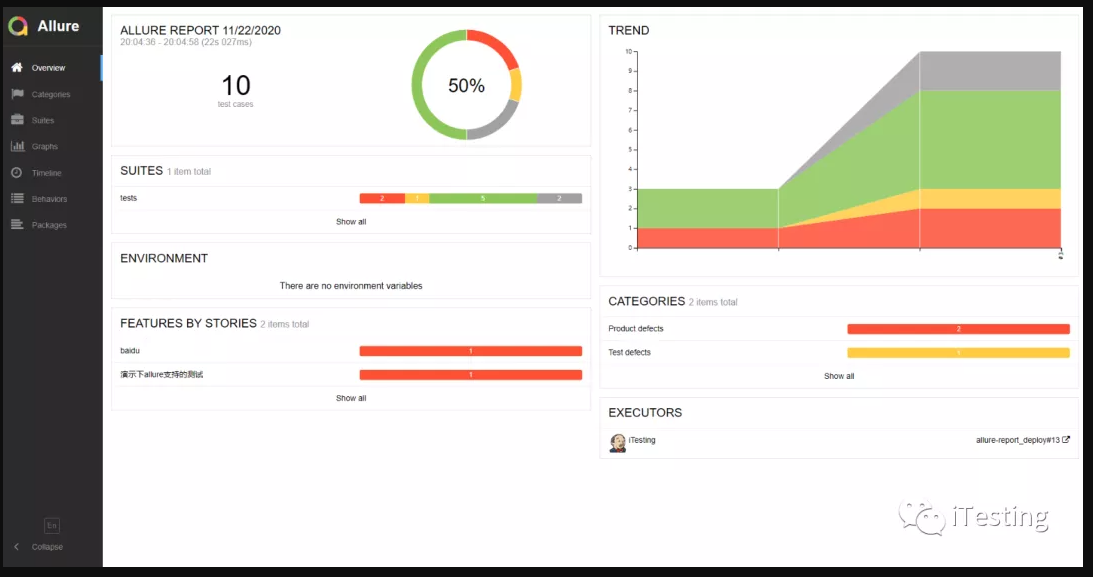 Allure
Overview
Categories
Suites
Graphs
Timeline
Behaviors
Packages
En
Collapse
ALLURE REPORT 11/22/2020
20:04:36 - 20:04:58 (22s 027ms)
10
test cases
50%
SUITES 1 item total
tests 2 1 5 2
Show all
ENVIRONMENT
There are no environment variables
FEATURES BY STORIES 2 items total
baidu 1
演示下allure支持的测试 1
Show all
TREND
10
9
8
7
6
5
4
3
2
1
0
CATEGORIES 2 items total
Product defects 2
Test defects 1
Show all
EXECUTORS
iTesting allure-report_deploy#13
iTesting